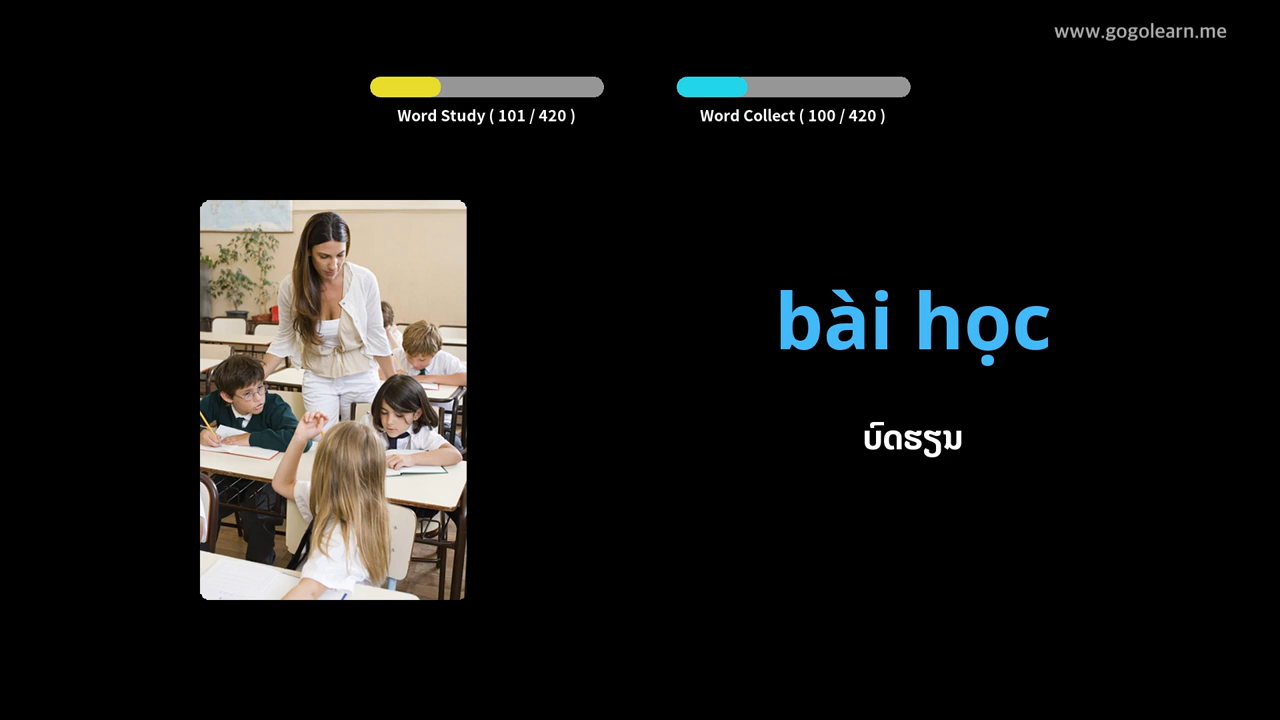 www.gogolearn.me
Word Study ( 101 / 420 )
Word Collect ( 100 / 420 )
bài học
ບົດຮຽນ